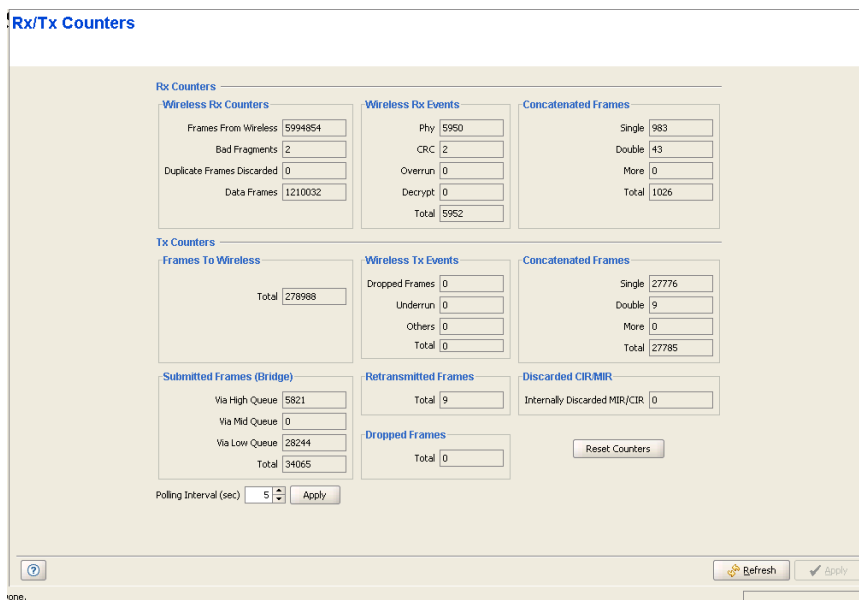 Rx/Tx Counters
Rx Counters
Wireless Rx Counters
Frames From Wireless 5994854
Bad Fragments 2
Duplicate Frames Discarded 0
Data Frames 1210032
Wireless Rx Events
Phy 5950
CRC 2
Overrun 0
Decrypt 0
Total 5952
Concatenated Frames
Single 983
Double 43
More 0
Total 1026
Tx Counters
Frames To Wireless
Total 278988
Wireless Tx Events
Dropped Frames 0
Underrun 0
Others 0
Total 0
Concatenated Frames
Single 27776
Double 9
More 0
Total 27785
Submitted Frames (Bridge)
Via High Queue 5821
Via Mid Queue 0
Via Low Queue 28244
Total 34065
Retransmitted Frames
Total 9
Dropped Frames
Total 0
Discarded CIR/MIR
Internally Discarded MIR/CIR 0
Reset Counters
Polling Interval (sec) 5 Apply
? Refresh Apply
one.